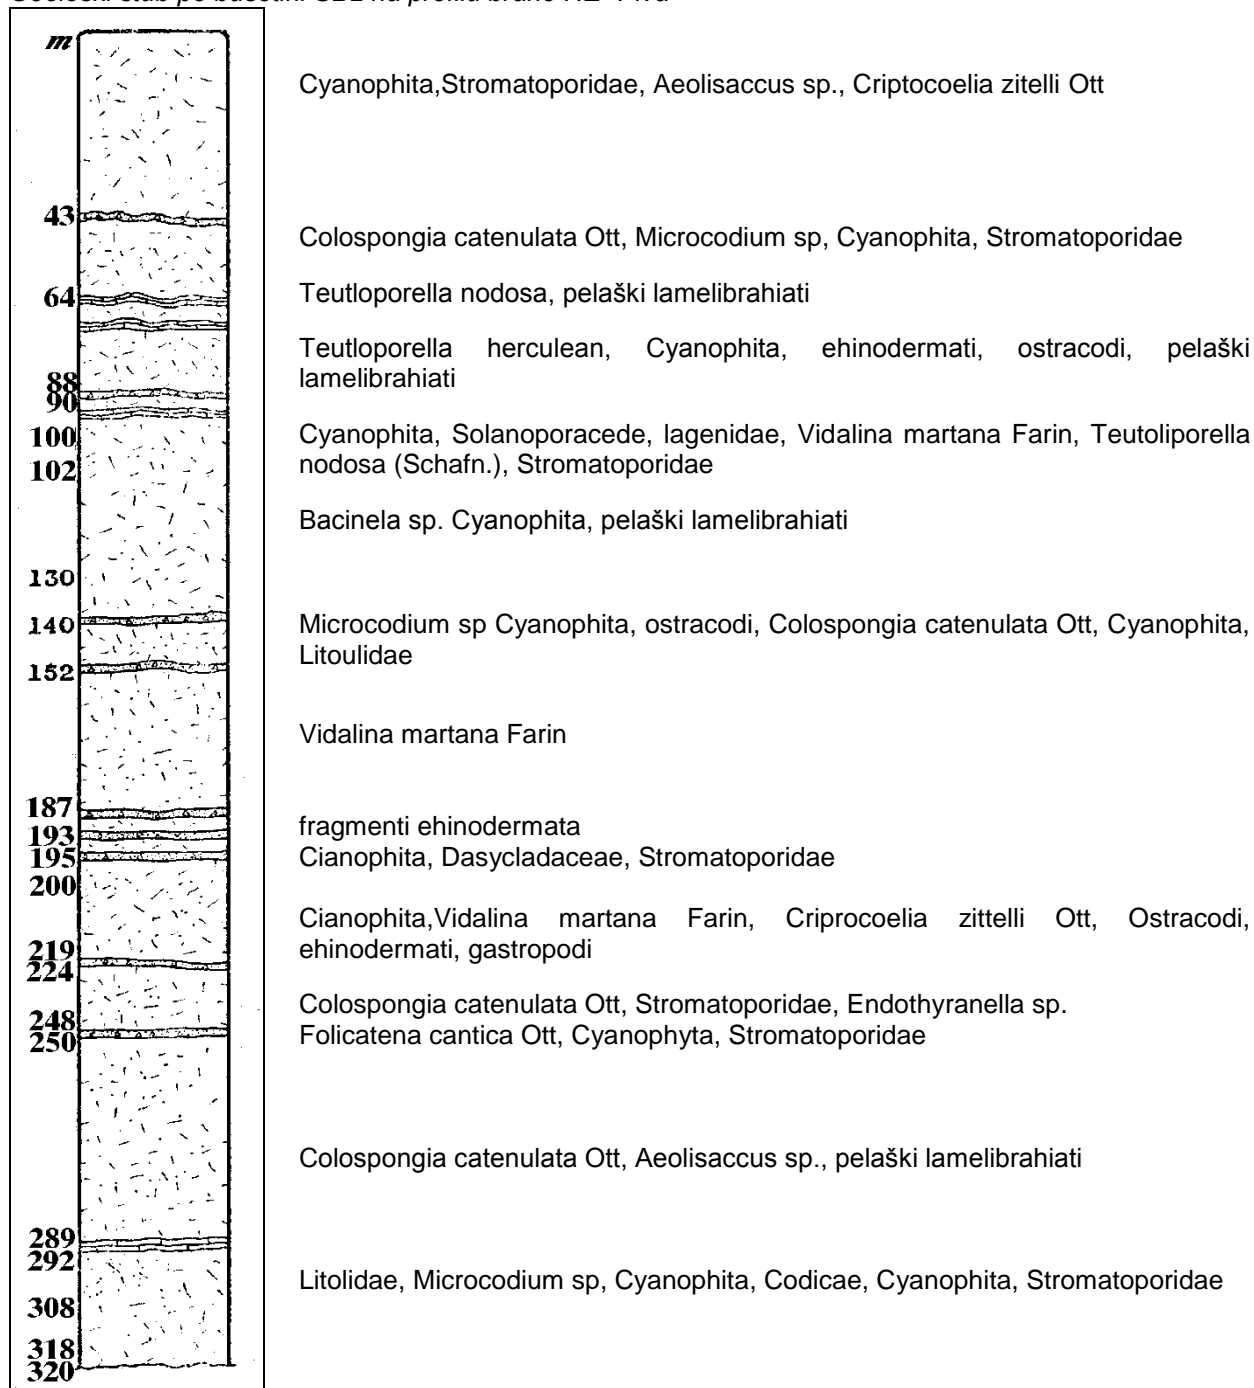 m
Cyanophita,Stromatoporidae, Aeolisaccus sp., Criptocoelia zitelli Ott
43
Colospongia catenulata Ott, Microcodium sp, Cyanophita, Stromatoporidae
64
Teutloporella nodosa, pelaški lamelibrahiati
Teutloporella herculean, Cyanophita, ehinodermati, ostracodi, pelaški
lamelibrahiati
88
90
100
Cyanophita, Solanoporacede, lagenidae, Vidalina martana Farin, Teutoliporella
102
nodosa (Schafn.), Stromatoporidae
Bacinela sp. Cyanophita, pelaški lamelibrahiati
130
140
Microcodium sp Cyanophita, ostracodi, Colospongia catenulata Ott, Cyanophita,
Litoulidae
152
Vidalina martana Farin
187
fragmenti ehinodermata
193
Cianophita, Dasycladaceae, Stromatoporidae
195
200
Cianophita,Vidalina martana Farin, Criprocoelia zittelli Ott, Ostracodi,
ehinodermati, gastropodi
219
224
Colospongia catenulata Ott, Stromatoporidae, Endothyranella sp.
248
Folicatena cantica Ott, Cyanophyta, Stromatoporidae
250
Colospongia catenulata Ott, Aeolisaccus sp., pelaški lamelibrahiati
289
292
Litolidae, Microcodium sp, Cyanophita, Codicae, Cyanophita, Stromatoporidae
308
318
320